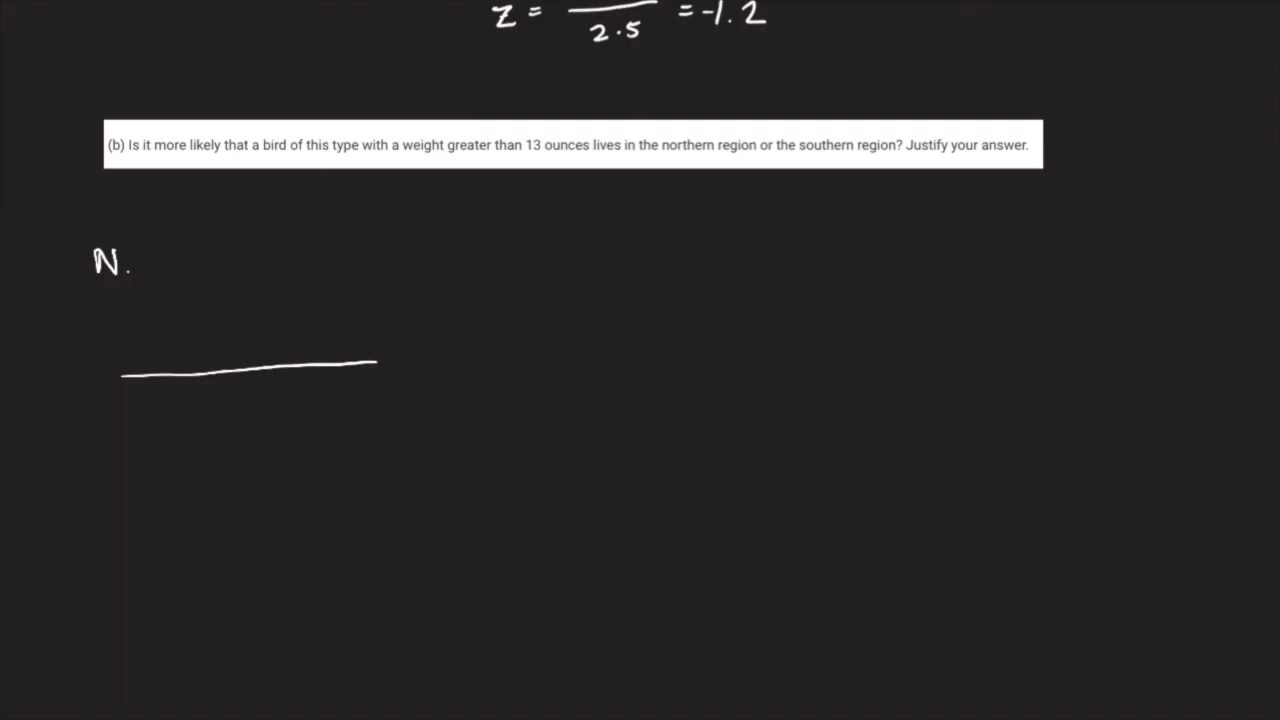 z = ― / 2.5 = -1.2
(b) Is it more likely that a bird of this type with a weight greater than 13 ounces lives in the northern region or the southern region? Justify your answer.
N.